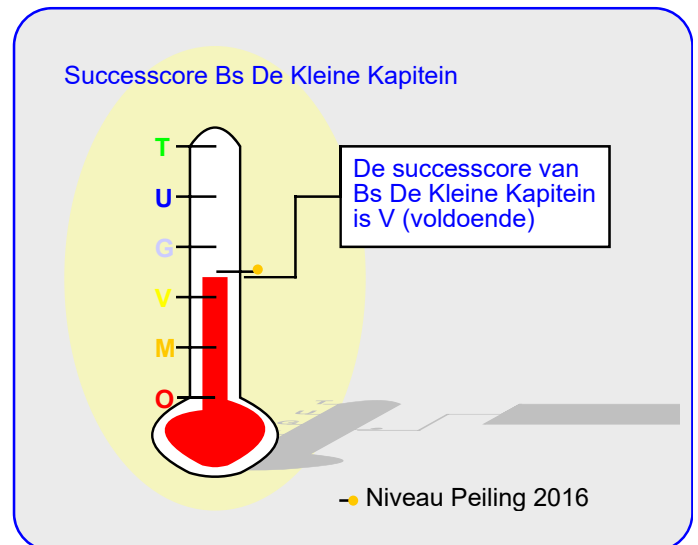 Successcore Bs De Kleine Kapitein
T
U
G
V
M
O
De successcore van
Bs De Kleine Kapitein
is V (voldoende)
T
U
G
Niveau Peiling 2016